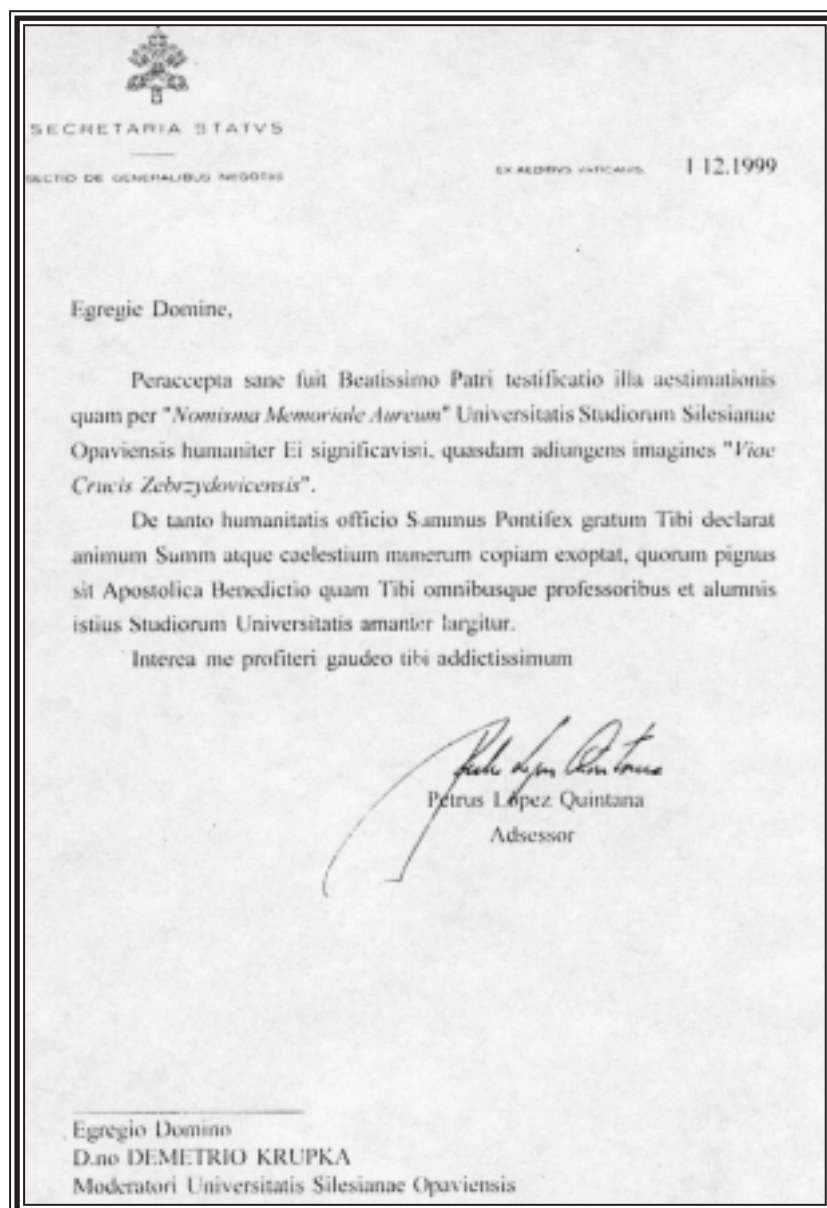 SECRETARIA STATVS
SECTIO DE GENERALIBUS NEGOTIIS
EX AEDIBVS VATICANIS, 1 12.1999
Egregie Domine,
Peraccepta sane fuit Beatissimo Patri testificatio illa aestimationis
quam per "Nomisma Memoriale Aureum" Universitatis Studiorum Silesianae
Opaviensis humaniter Ei significavisti, quasdam adiungens imagines "Viae
Crucis Zebrzydovicensis".
De tanto humanitatis officio Summus Pontifex gratum Tibi declarat
animum Suum atque caelestium munerum copiam exoptat, quorum pignus
sit Apostolica Benedictio quam Tibi omnibusque professoribus et alumnis
istius Studiorum Universitatis amanter largitur.
Interea me profiteri gaudeo tibi addictissimum
Petrus López Quintana
Adsessor
Egregio Domino
D.no DEMETRIO KRUPKA
Moderatori Universitatis Silesianae Opaviensis